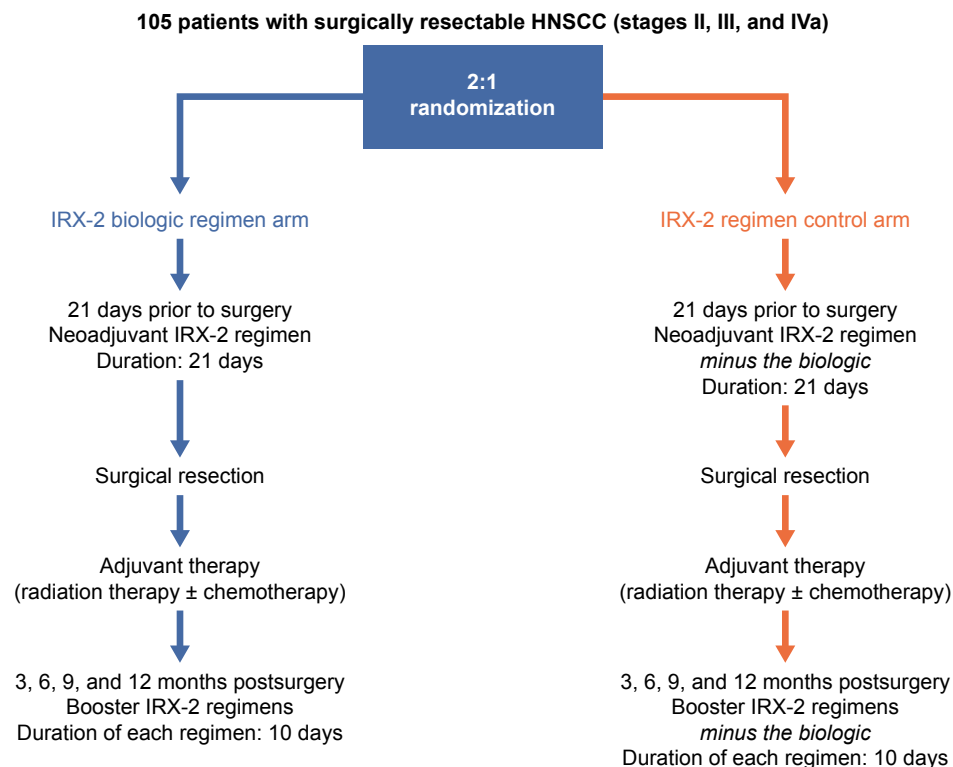 105 patients with surgically resectable HNSCC (stages II, III, and IVa)
2:1
randomization
IRX-2 biologic regimen arm
21 days prior to surgery
Neoadjuvant IRX-2 regimen
Duration: 21 days
Surgical resection
Adjuvant therapy
(radiation therapy ± chemotherapy)
3, 6, 9, and 12 months postsurgery
Booster IRX-2 regimens
Duration of each regimen: 10 days
IRX-2 regimen control arm
21 days prior to surgery
Neoadjuvant IRX-2 regimen
minus the biologic
Duration: 21 days
Surgical resection
Adjuvant therapy
(radiation therapy ± chemotherapy)
3, 6, 9, and 12 months postsurgery
Booster IRX-2 regimens
minus the biologic
Duration of each regimen: 10 days